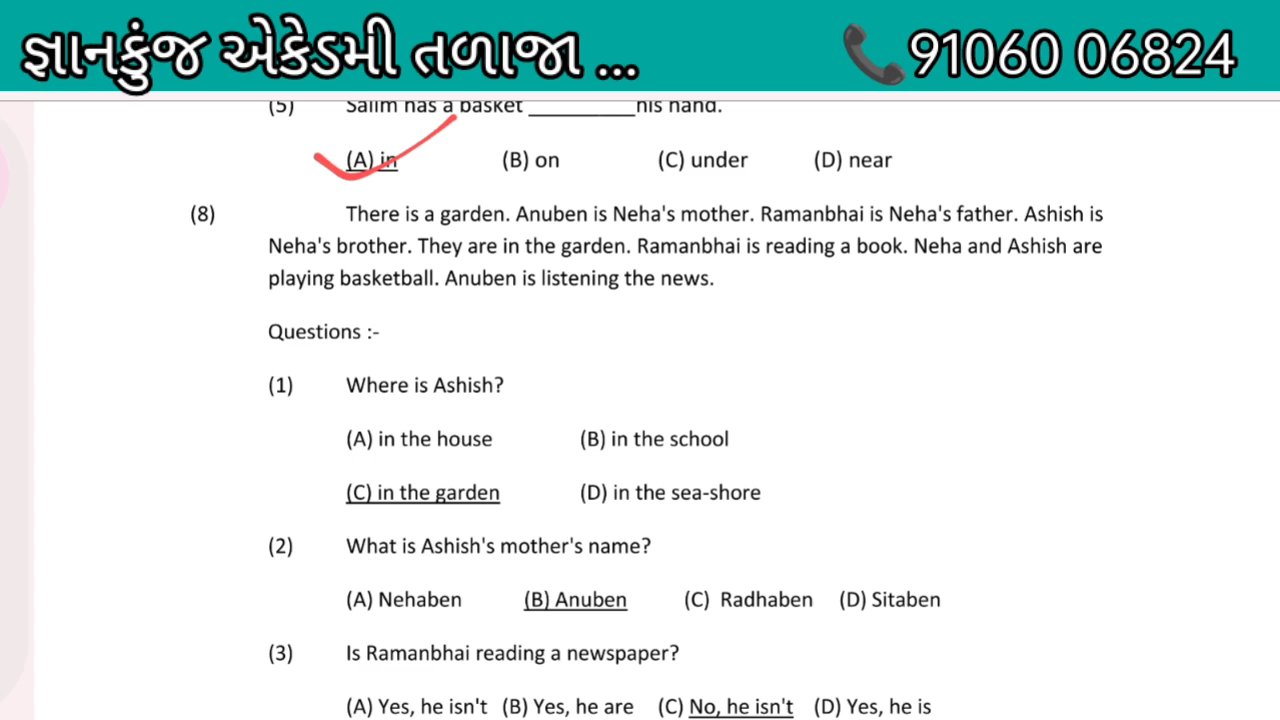 જ્ઞાનકુંજ એકેડમી તળાજા ... 📞91060 06824
(5) Salim has a basket __________his hand.
(A) in (B) on (C) under (D) near
(8) There is a garden. Anuben is Neha's mother. Ramanbhai is Neha's father. Ashish is
Neha's brother. They are in the garden. Ramanbhai is reading a book. Neha and Ashish are
playing basketball. Anuben is listening the news.
Questions :-
(1) Where is Ashish?
(A) in the house (B) in the school
(C) in the garden (D) in the sea-shore
(2) What is Ashish's mother's name?
(A) Nehaben (B) Anuben (C) Radhaben (D) Sitaben
(3) Is Ramanbhai reading a newspaper?
(A) Yes, he isn't (B) Yes, he are (C) No, he isn't (D) Yes, he is